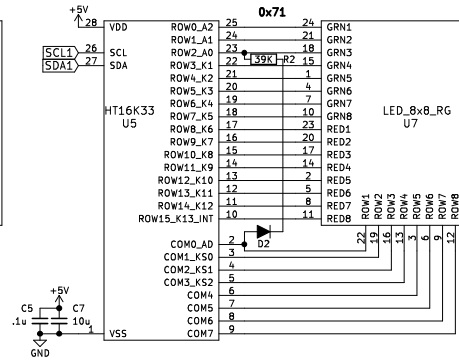 +5V 0x71
28 VDD ROW0_A2 25 24 GRN1
ROW1_A1 24 21 GRN2
SCL1 26 SCL ROW2_A0 23 18 GRN3
SDA1 27 SDA ROW3_K1 22 39K R2 15 GRN4
ROW4_K2 21 1 GRN5
ROW5_K3 20 4 GRN6
ROW6_K4 19 7 GRN7
HT16K33 ROW7_K5 18 10 GRN8 LED_8x8_RG
U5 ROW8_K6 17 23 RED1 U7
ROW9_K7 16 20 RED2
ROW10_K8 15 17 RED3
ROW11_K9 14 14 RED4
ROW12_K10 13 2 RED5
ROW13_K11 12 5 RED6
ROW14_K12 11 8 RED7
ROW15_K13_INT 10 11 RED8
ROW1 ROW2 ROW3 ROW4 ROW5 ROW6 ROW7 ROW8
22 19 16 13 3 6 9 12
COM0_AD 2 D2
COM1_KS0 3
COM2_KS1 4
COM3_KS2 5
COM4 6
COM5 7
COM6 8
COM7 9
+5V
C5 C7
.1u 10u 1 VSS
GND